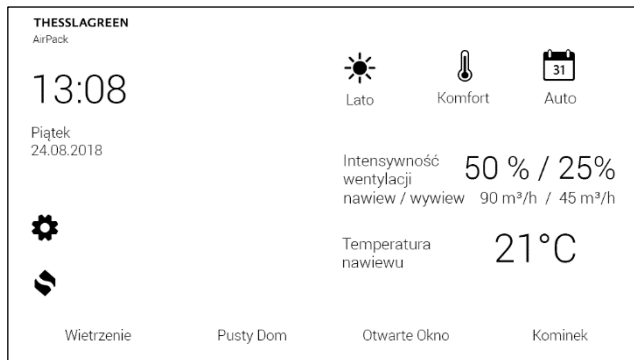 THESSLAGREEN
AirPack
13:08
Piątek
24.08.2018
31
Lato
Komfort
Auto
Intensywność
wentylacji
nawiew / wywiew
50 % / 25%
90 m³/h / 45 m³/h
Temperatura
nawiewu
21°C
Wietrzenie
Pusty Dom
Otwarte Okno
Kominek